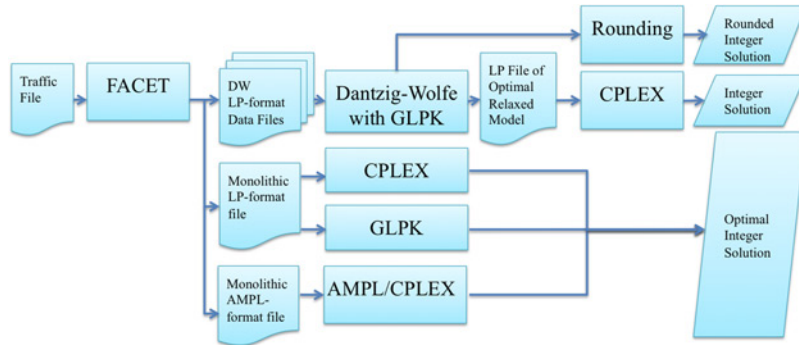 Traffic
File
FACET
DW
LP-format
Data Files
Dantzig-Wolfe
with GLPK
Rounding
Rounded
Integer
Solution
LP File of
Optimal
Relaxed
Model
CPLEX
Integer
Solution
Monolithic
LP-format
file
CPLEX
GLPK
Optimal
Integer
Solution
Monolithic
AMPL-
format file
AMPL/CPLEX